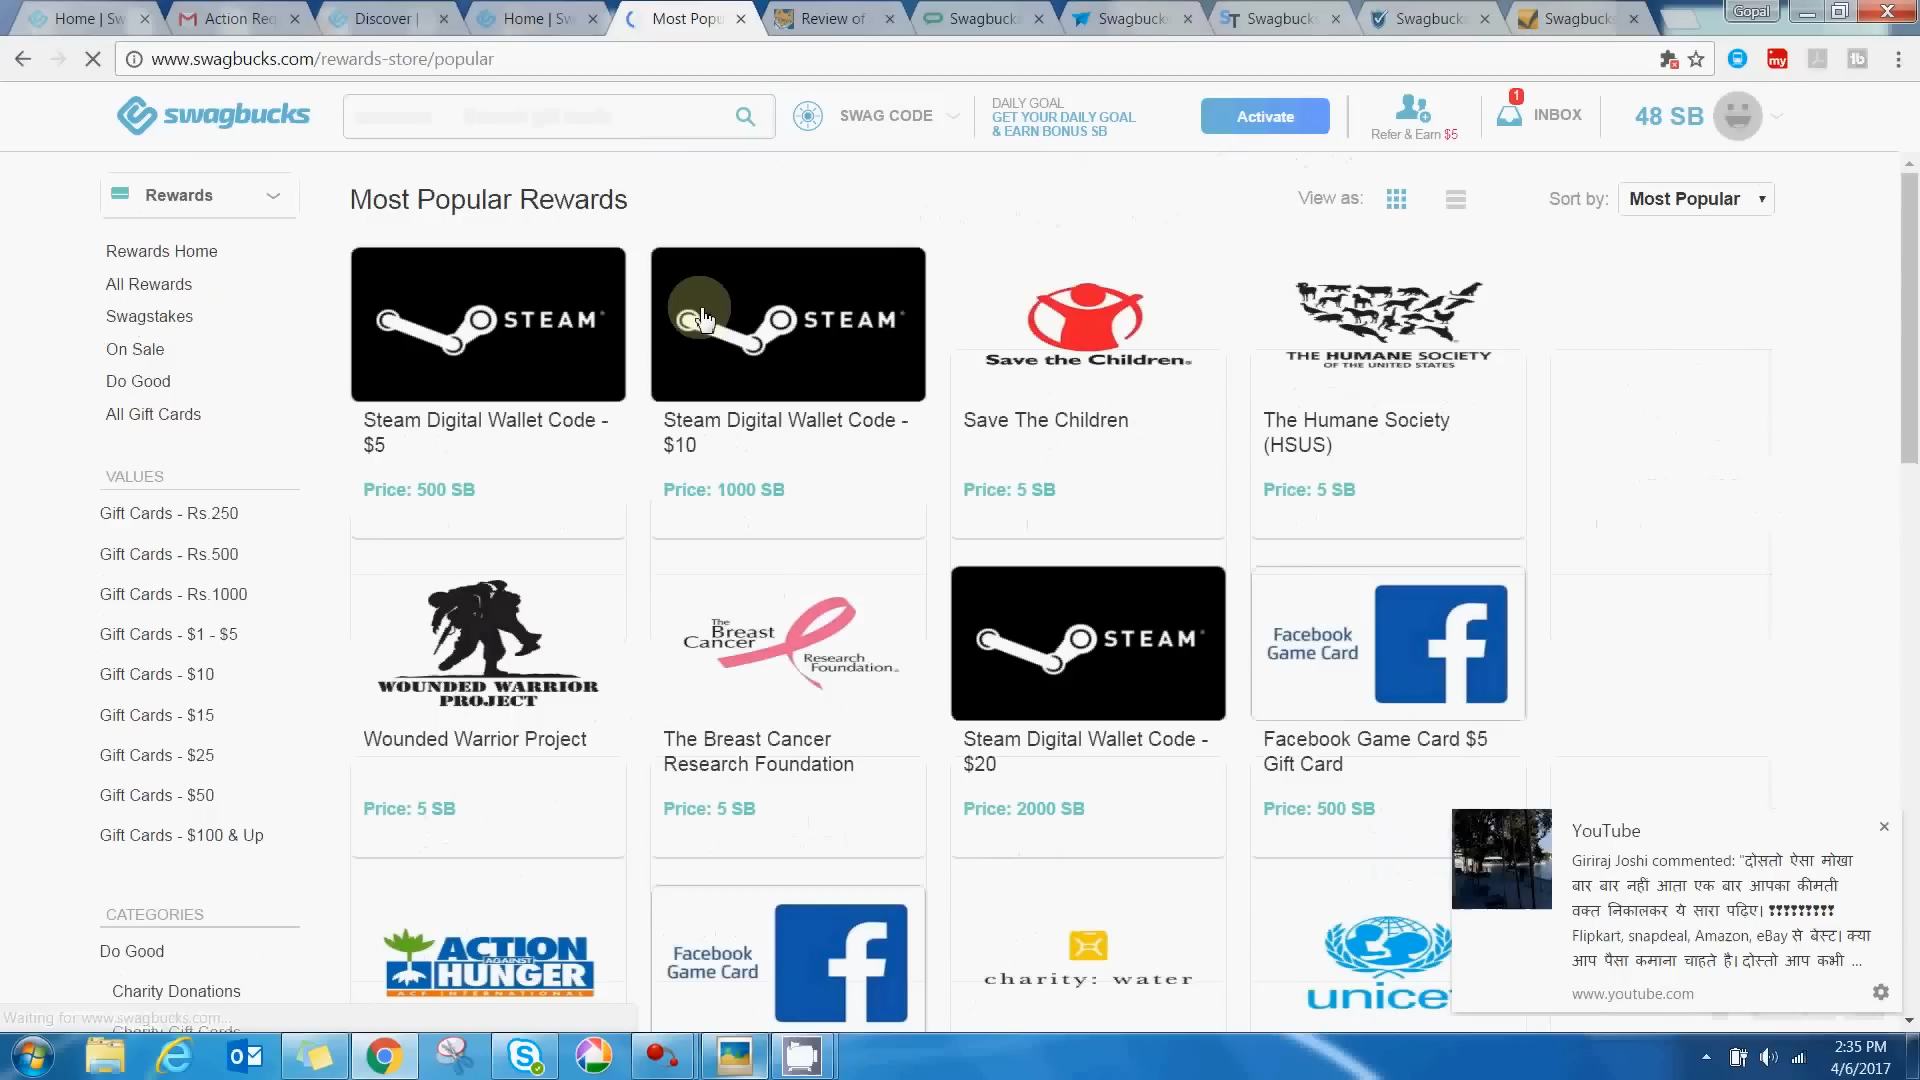 Home | Sw
Action Req
Discover |
Home | Sw
Most Popu
Review of
Swagbucks
Swagbuck
Swagbucks
Swagbuck
Swagbucks
Gopal
www.swagbucks.com/rewards-store/popular
swagbucks
SWAG CODE
DAILY GOAL
GET YOUR DAILY GOAL
& EARN BONUS SB
Activate
Refer & Earn $5
1
INBOX
48 SB
Rewards
Rewards Home
All Rewards
Swagstakes
On Sale
Do Good
All Gift Cards
VALUES
Gift Cards - Rs.250
Gift Cards - Rs.500
Gift Cards - Rs.1000
Gift Cards - $1 - $5
Gift Cards - $10
Gift Cards - $15
Gift Cards - $25
Gift Cards - $50
Gift Cards - $100 & Up
CATEGORIES
Do Good
Charity Donations
Charity Gift Cards
Most Popular Rewards
View as:
Sort by:
Most Popular
STEAM
Steam Digital Wallet Code -
$5
Price: 500 SB
STEAM
Steam Digital Wallet Code -
$10
Price: 1000 SB
Save the Children.
Save The Children
Price: 5 SB
THE HUMANE SOCIETY
OF THE UNITED STATES
The Humane Society
(HSUS)
Price: 5 SB
WOUNDED WARRIOR
PROJECT
Wounded Warrior Project
Price: 5 SB
The Breast
Cancer
Research
Foundation.
The Breast Cancer
Research Foundation
Price: 5 SB
STEAM
Steam Digital Wallet Code -
$20
Price: 2000 SB
Facebook
Game Card
Facebook Game Card $5
Gift Card
Price: 500 SB
ACTION
AGAINST
HUNGER
ACF INTERNATIONAL
Facebook
Game Card
charity: water
unice
YouTube
Giriraj Joshi commented: "दोसतो ऐसा मोखा
बार बार नहीं आता एक बार आपका कीमती
वक्त निकालकर ये सारा पढ़िए। ❣❣❣❣❣❣❣❣❣
Flipkart, snapdeal, Amazon, eBay से बेस्ट। क्या
आप पैसा कमाना चाहते है। दोस्तो आप कभी ...
www.youtube.com
Waiting for www.swagbucks.com...
2:35 PM
4/6/2017